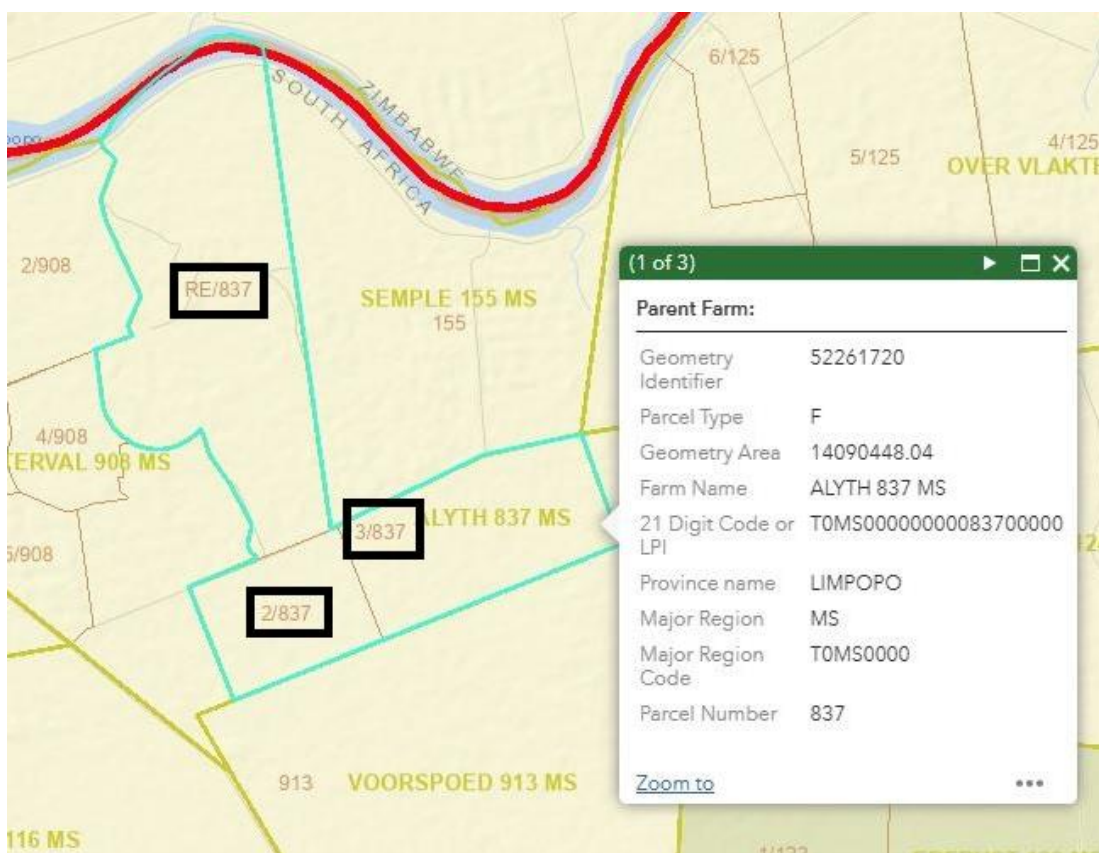 6/125
ZIMBABWE
SOUTH AFRICA
4/125
5/125
OVER VLAKTE
2/908
RE/837
SEMPLE 155 MS
155
4/908
ERVAL 908 MS
3/837
LYTH 837 MS
5/908
2/837
913
VOORSPOED 913 MS
116 MS
(1 of 3)
Parent Farm:
Geometry Identifier 52261720
Parcel Type F
Geometry Area 14090448.04
Farm Name ALYTH 837 MS
21 Digit Code or LPI T0MS00000000083700000
Province name LIMPOPO
Major Region MS
Major Region Code T0MS0000
Parcel Number 837
Zoom to